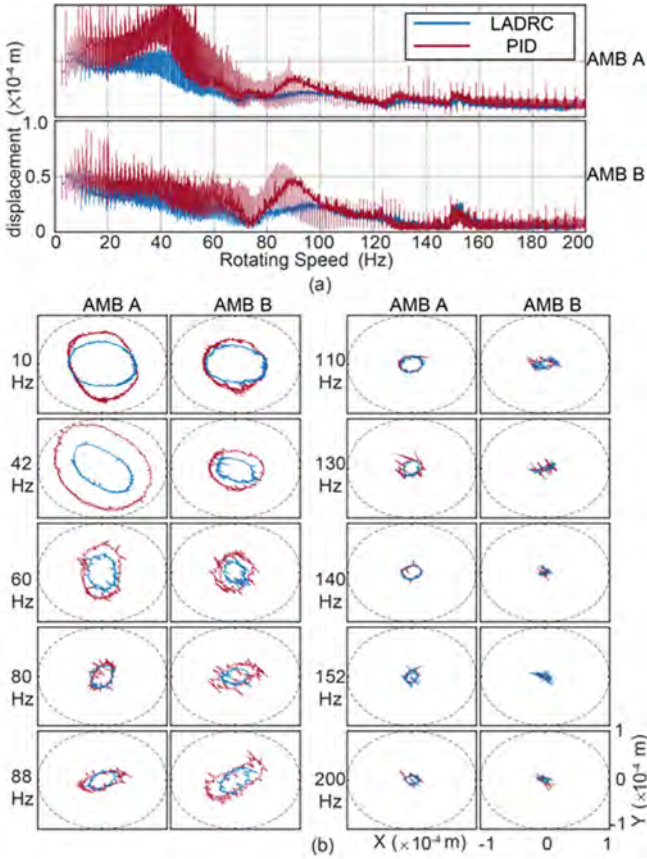 LADRC
PID
AMB A
displacement (×10⁻⁴ m)
1.0
0.5
0
AMB B
0 20 40 60 80 100 120 140 160 180 200
Rotating Speed (Hz)
(a)
AMB A AMB B AMB A AMB B
10 Hz
110 Hz
42 Hz
130 Hz
60 Hz
140 Hz
80 Hz
152 Hz
88 Hz
200 Hz
1
0
-1
Y (×10⁻⁴ m)
X (×10⁻⁴ m)
-1 0 1
(b)